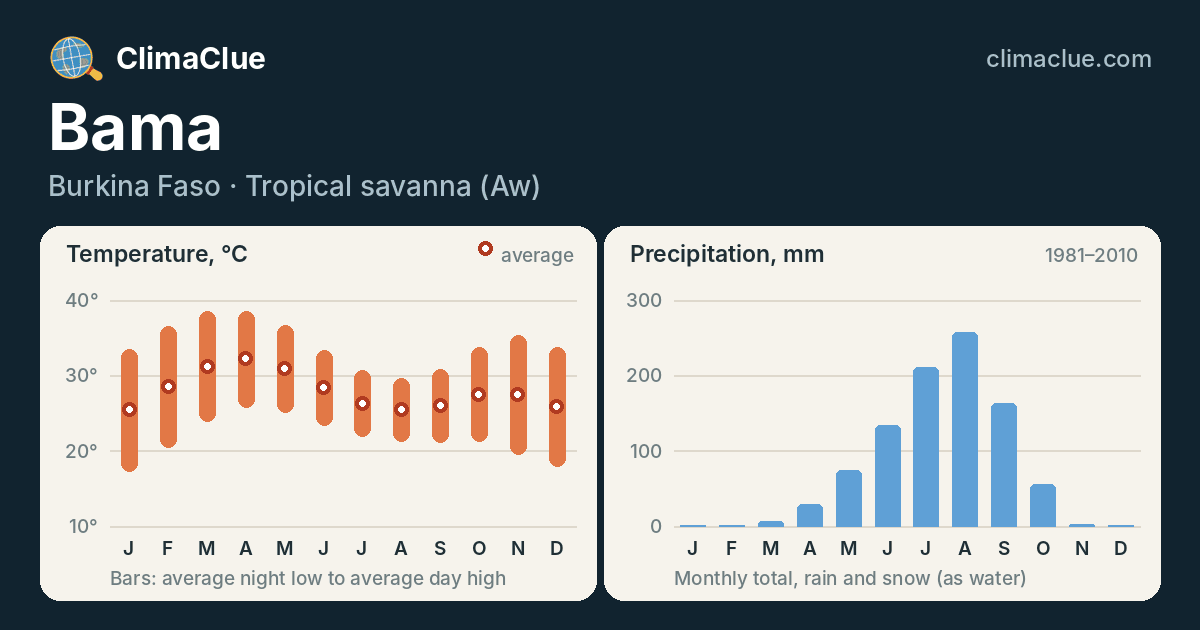 ClimaClue
climaclue.com
Bama
Burkina Faso · Tropical savanna (Aw)
Temperature, °C
average
40°
30°
20°
10°
J F M A M J J A S O N D
Bars: average night low to average day high
Precipitation, mm
1981–2010
300
200
100
0
J F M A M J J A S O N D
Monthly total, rain and snow (as water)